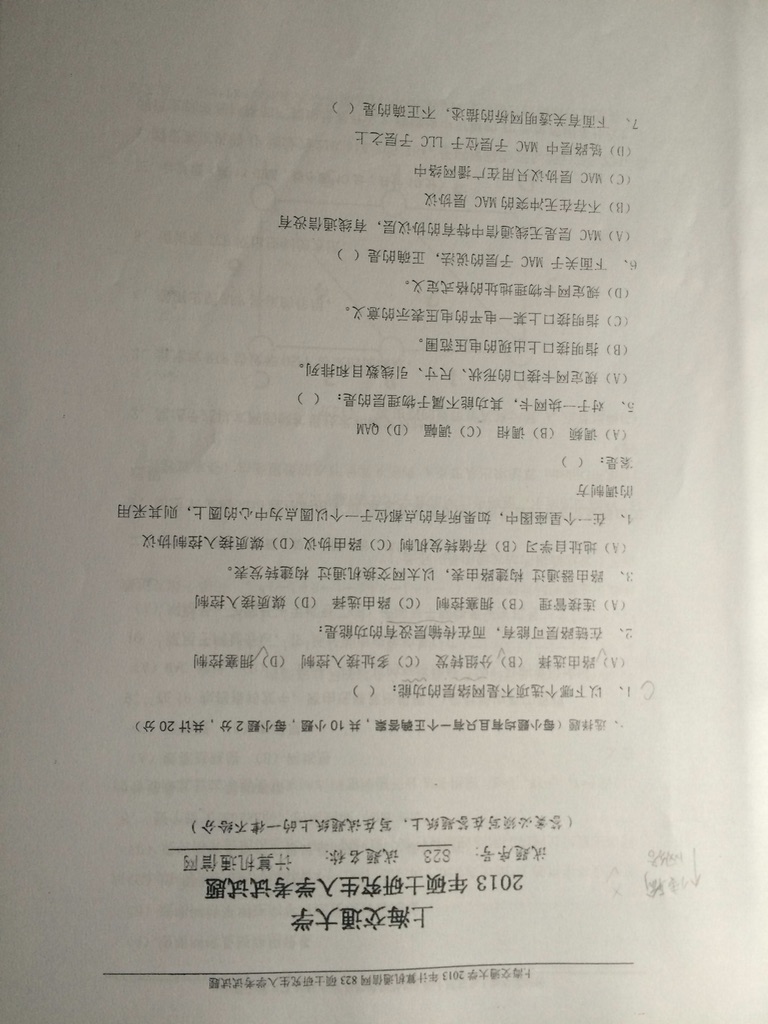 上海交通大学 2013 年计算机通信网 823 硕士研究生入学考试试题
上海交通大学
2013 年硕士研究生入学考试试题
试题序号： 823 试题名称： 计算机通信网
（答案必须写在答题纸上，写在试题纸上的一律不给分）
传输
网络
一、选择题（每小题均有且只有一个正确答案，共 10 小题，每小题 2 分，共计 20 分）
C 1、 以下哪个选项不是网络层的功能：（ ）
（A）路由选择 （B）分组转发 （C）多址接入控制 （D）拥塞控制
2、 在链路层可能有，而在传输层没有的功能是：
（A）连接管理 （B）拥塞控制 （C）路由选择 （D）媒质接入控制
3、 路由器通过 构建路由表，以太网交换机通过 构建转发表。
（A）地址自学习（B）存储转发机制（C）路由协议（D）媒质接入控制协议
4、 在一个星座图中，如果所有的点都位于一个以圆点为中心的圆上，则其采用
的调制方
案是：（ ）
（A）调频 （B）调相 （C）调幅 （D）QAM
5、 对于一块网卡，其功能不属于物理层的是：（ ）
（A）规定网卡接口的形状、尺寸、引线数目和排列。
（B）指明接口上出现的电压范围。
（C）指明接口上某一电平的电压表示的意义。
（D）规定网卡物理地址的格式定义。
6、 下面关于 MAC 子层的说法，正确的是（ ）
（A）MAC 层是无线通信中特有的协议层，有线通信没有
（B）不存在无冲突的 MAC 层协议
（C）MAC 层协议只用在广播网络中
（D）链路层中 MAC 子层位于 LLC 子层之上
7、 下面有关透明网桥的描述，不正确的是（ ）